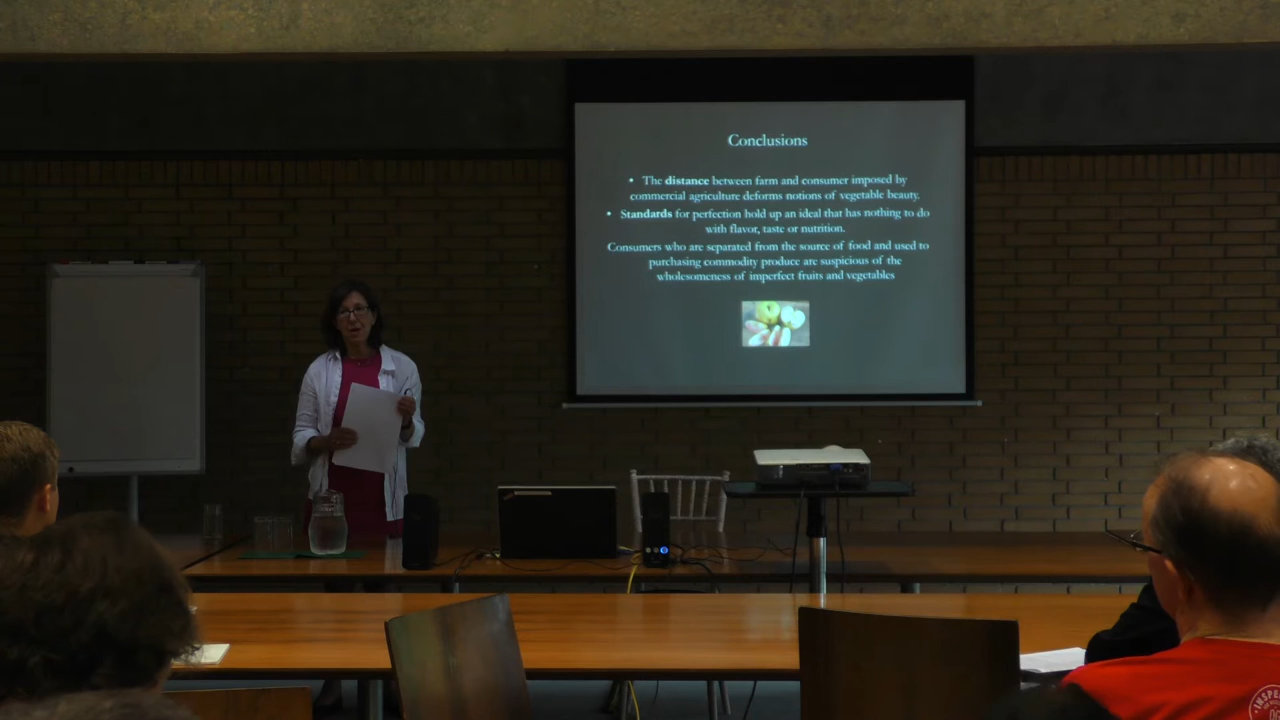 Conclusions
• The distance between farm and consumer imposed by
commercial agriculture deforms notions of vegetable beauty.
• Standards for perfection hold up an ideal that has nothing to do
with flavor, taste or nutrition.
Consumers who are separated from the source of food and used to
purchasing commodity produce are suspicious of the
wholesomeness of imperfect fruits and vegetables